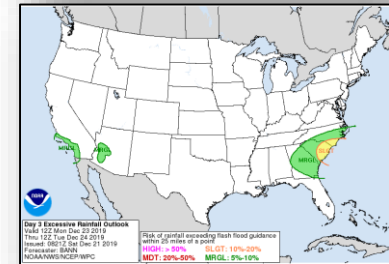 MRGL
MRGL
SLGT
MRGL
NOAA
Day 3 Excessive Rainfall Outlook
Valid 12Z Mon Dec 23 2019
Thru 12Z Tue Dec 24 2019
Issued: 0821Z Sat Dec 21 2019
Forecaster: BANN
NOAA/NWS/NCEP/WPC
Risk of rainfall exceeding flash flood guidance
within 25 miles of a point
HIGH: > 50% SLGT: 10%-20%
MDT: 20%-50% MRGL: 5%-10%